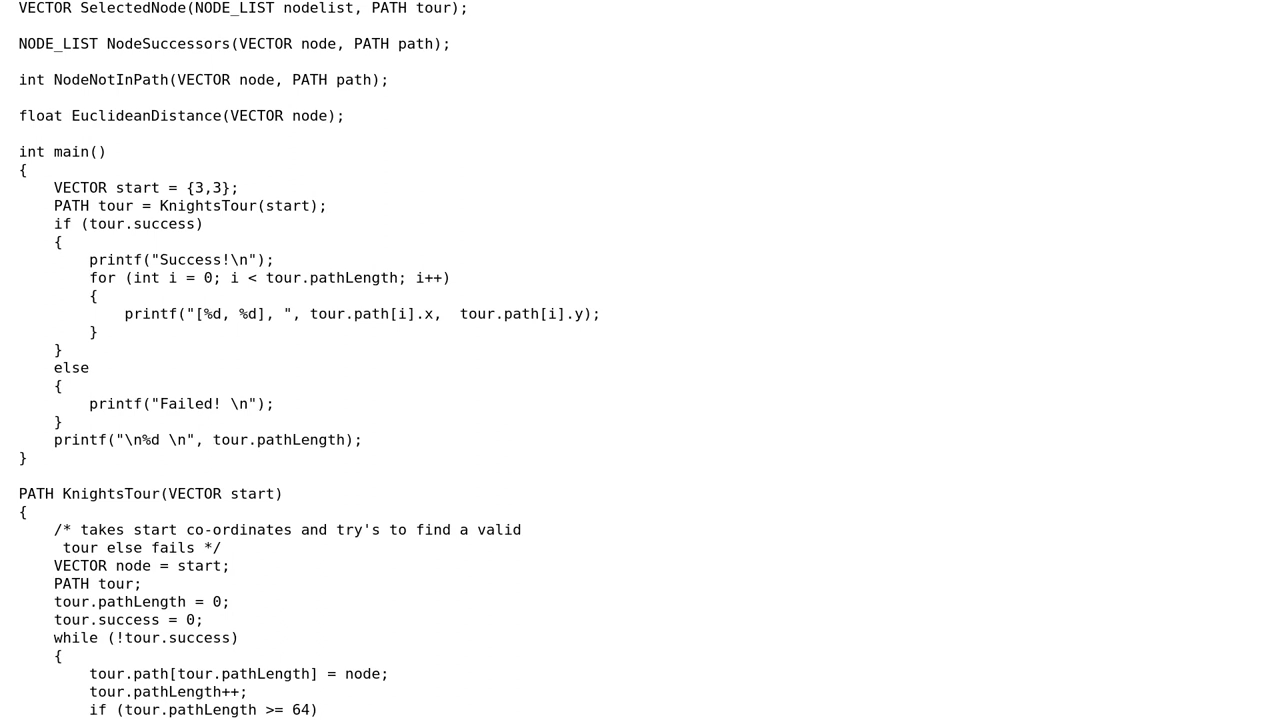 VECTOR SelectedNode(NODE_LIST nodelist, PATH tour);
NODE_LIST NodeSuccessors(VECTOR node, PATH path);
int NodeNotInPath(VECTOR node, PATH path);
float EuclideanDistance(VECTOR node);
int main()
{
    VECTOR start = {3,3};
    PATH tour = KnightsTour(start);
    if (tour.success)
    {
        printf("Success!\n");
        for (int i = 0; i < tour.pathLength; i++)
        {
            printf("[%d, %d], ", tour.path[i].x,  tour.path[i].y);
        }
    }
    else
    {
        printf("Failed! \n");
    }
    printf("\n%d \n", tour.pathLength);
}
PATH KnightsTour(VECTOR start)
{
    /* takes start co-ordinates and try's to find a valid
     tour else fails */
    VECTOR node = start;
    PATH tour;
    tour.pathLength = 0;
    tour.success = 0;
    while (!tour.success)
    {
        tour.path[tour.pathLength] = node;
        tour.pathLength++;
        if (tour.pathLength >= 64)